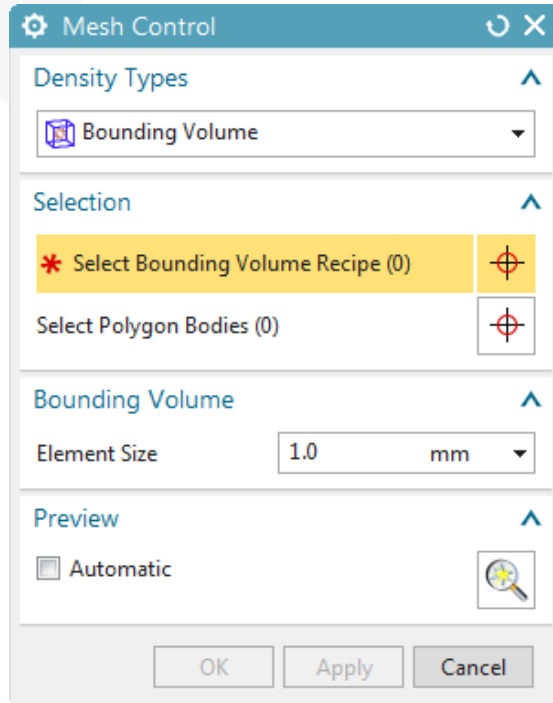 Mesh Control
Density Types
Bounding Volume
Selection
* Select Bounding Volume Recipe (0)
Select Polygon Bodies (0)
Bounding Volume
Element Size 1.0 mm
Preview
Automatic
OK Apply Cancel